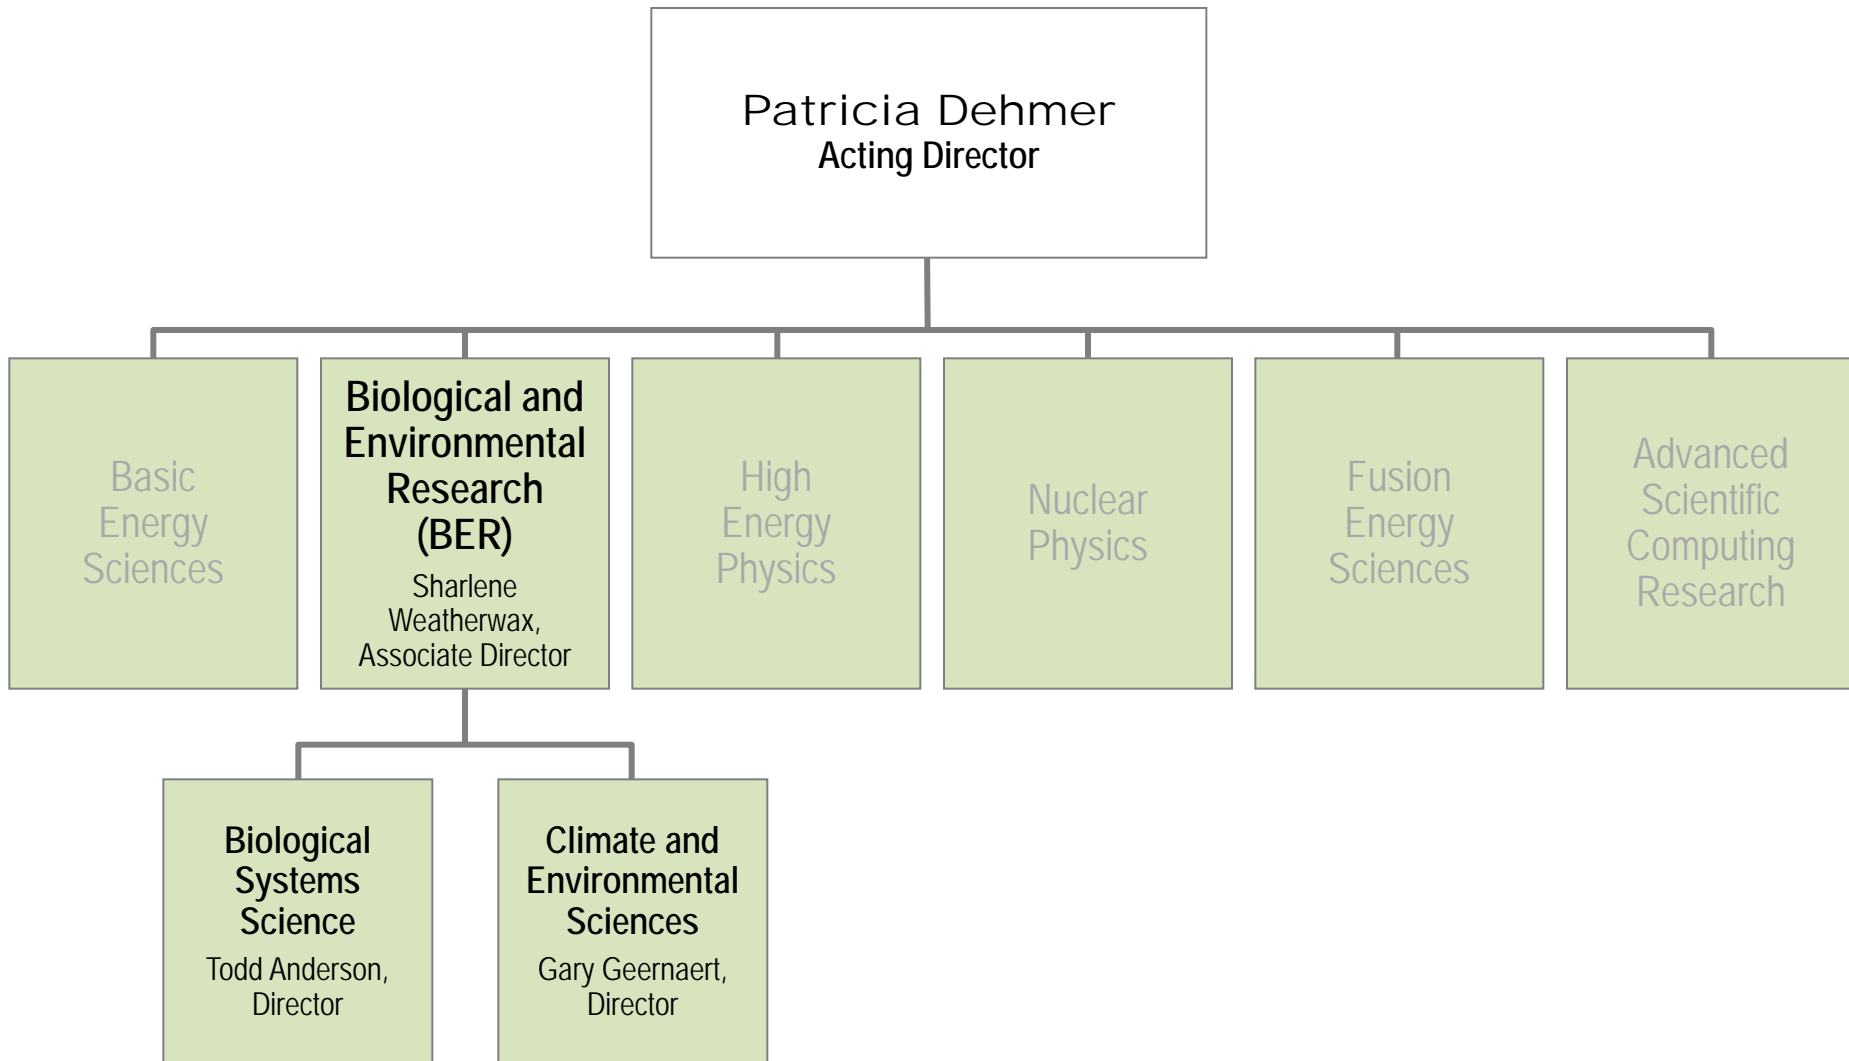 Patricia Dehmer
Acting Director
Basic
Energy
Sciences
Biological and
Environmental
Research
(BER)
Sharlene
Weatherwax,
Associate Director
High
Energy
Physics
Nuclear
Physics
Fusion
Energy
Sciences
Advanced
Scientific
Computing
Research
Biological
Systems
Science
Todd Anderson,
Director
Climate and
Environmental
Sciences
Gary Geernaert,
Director